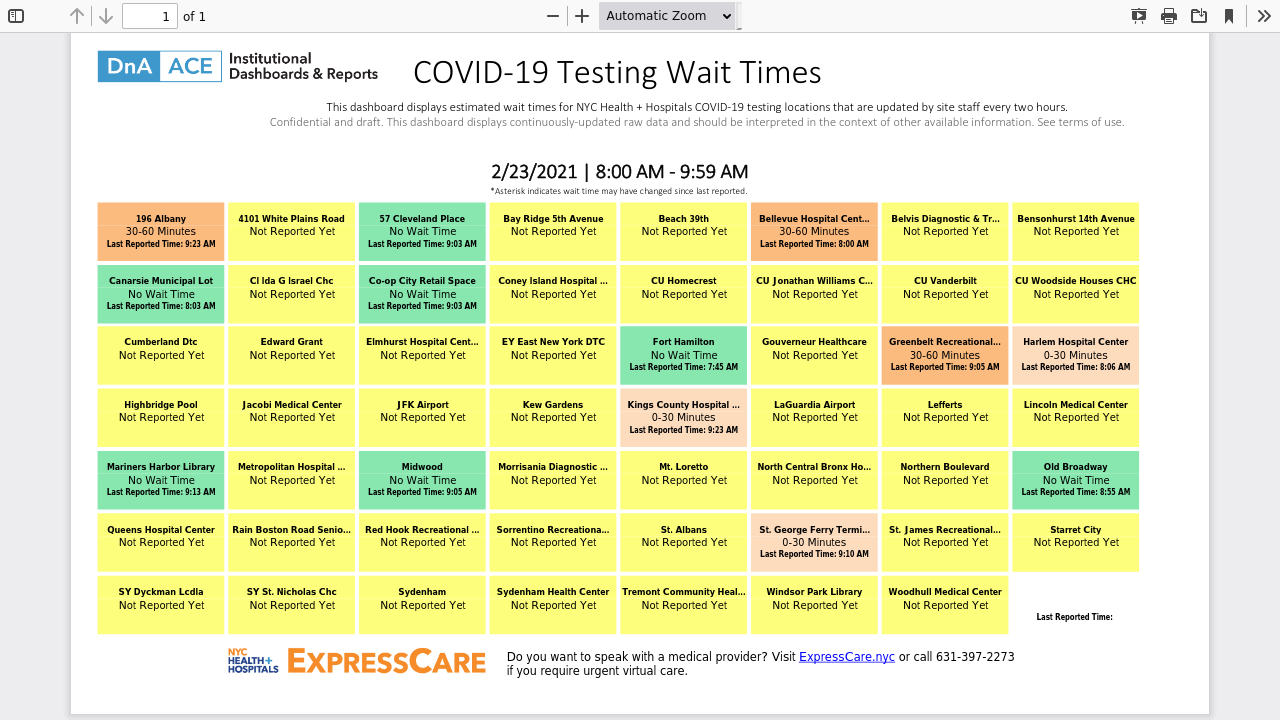 1 of 1
Automatic Zoom
DnA ACE Institutional
Dashboards & Reports
COVID-19 Testing Wait Times
This dashboard displays estimated wait times for NYC Health + Hospitals COVID-19 testing locations that are updated by site staff every two hours.
Confidential and draft. This dashboard displays continuously-updated raw data and should be interpreted in the context of other available information. See terms of use.
2/23/2021 | 8:00 AM - 9:59 AM
*Asterisk indicates wait time may have changed since last reported.
196 Albany 4101 White Plains Road 57 Cleveland Place Bay Ridge 5th Avenue Beach 39th Bellevue Hospital Cent... Belvis Diagnostic & Tr... Bensonhurst 14th Avenue
30-60 Minutes Not Reported Yet No Wait Time Not Reported Yet Not Reported Yet 30-60 Minutes Not Reported Yet Not Reported Yet
Last Reported Time: 9:23 AM Last Reported Time: 9:03 AM Last Reported Time: 8:00 AM
Canarsie Municipal Lot CI Ida G Israel Chc Co-op City Retail Space Coney Island Hospital ... CU Homecrest CU Jonathan Williams C... CU Vanderbilt CU Woodside Houses CHC
No Wait Time Not Reported Yet No Wait Time Not Reported Yet Not Reported Yet Not Reported Yet Not Reported Yet Not Reported Yet
Last Reported Time: 8:03 AM Last Reported Time: 9:03 AM
Cumberland Dtc Edward Grant Elmhurst Hospital Cent... EY East New York DTC Fort Hamilton Gouverneur Healthcare Greenbelt Recreational... Harlem Hospital Center
Not Reported Yet Not Reported Yet Not Reported Yet Not Reported Yet No Wait Time Not Reported Yet 30-60 Minutes 0-30 Minutes
Last Reported Time: 7:45 AM Last Reported Time: 9:05 AM Last Reported Time: 8:06 AM
Highbridge Pool Jacobi Medical Center JFK Airport Kew Gardens Kings County Hospital ... LaGuardia Airport Lefferts Lincoln Medical Center
Not Reported Yet Not Reported Yet Not Reported Yet Not Reported Yet 0-30 Minutes Not Reported Yet Not Reported Yet Not Reported Yet
Last Reported Time: 9:23 AM
Mariners Harbor Library Metropolitan Hospital ... Midwood Morrisania Diagnostic ... Mt. Loretto North Central Bronx Ho... Northern Boulevard Old Broadway
No Wait Time Not Reported Yet No Wait Time Not Reported Yet Not Reported Yet Not Reported Yet Not Reported Yet No Wait Time
Last Reported Time: 9:13 AM Last Reported Time: 9:05 AM Last Reported Time: 8:55 AM
Queens Hospital Center Rain Boston Road Senio... Red Hook Recreational ... Sorrentino Recreationa... St. Albans St. George Ferry Termi... St. James Recreational... Starret City
Not Reported Yet Not Reported Yet Not Reported Yet Not Reported Yet Not Reported Yet 0-30 Minutes Not Reported Yet Not Reported Yet
Last Reported Time: 9:10 AM
SY Dyckman Lcdla SY St. Nicholas Chc Sydenham Sydenham Health Center Tremont Community Heal... Windsor Park Library Woodhull Medical Center
Not Reported Yet Not Reported Yet Not Reported Yet Not Reported Yet Not Reported Yet Not Reported Yet Not Reported Yet
Last Reported Time:
NYC
HEALTH+
HOSPITALS
EXPRESSCARE
Do you want to speak with a medical provider? Visit ExpressCare.nyc or call 631-397-2273
if you require urgent virtual care.